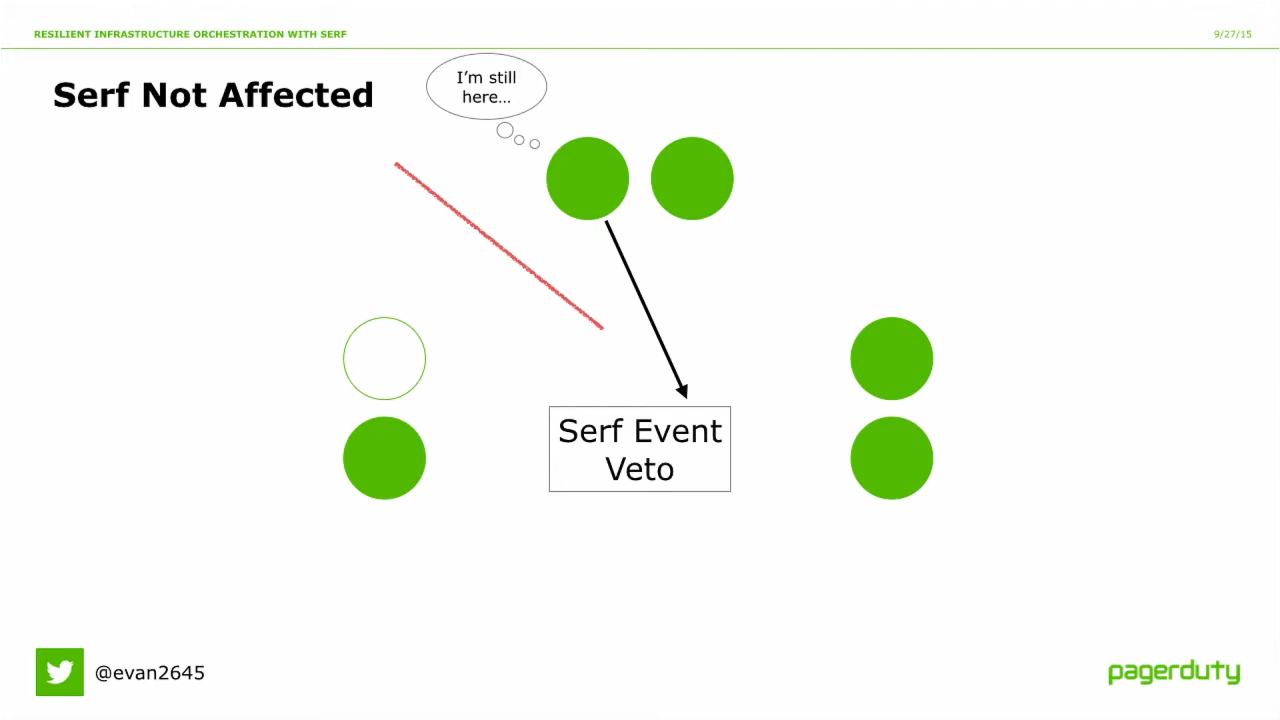 RESILIENT INFRASTRUCTURE ORCHESTRATION WITH SERF
9/27/15
Serf Not Affected
I'm still
here…
Serf Event
Veto
@evan2645
pagerduty